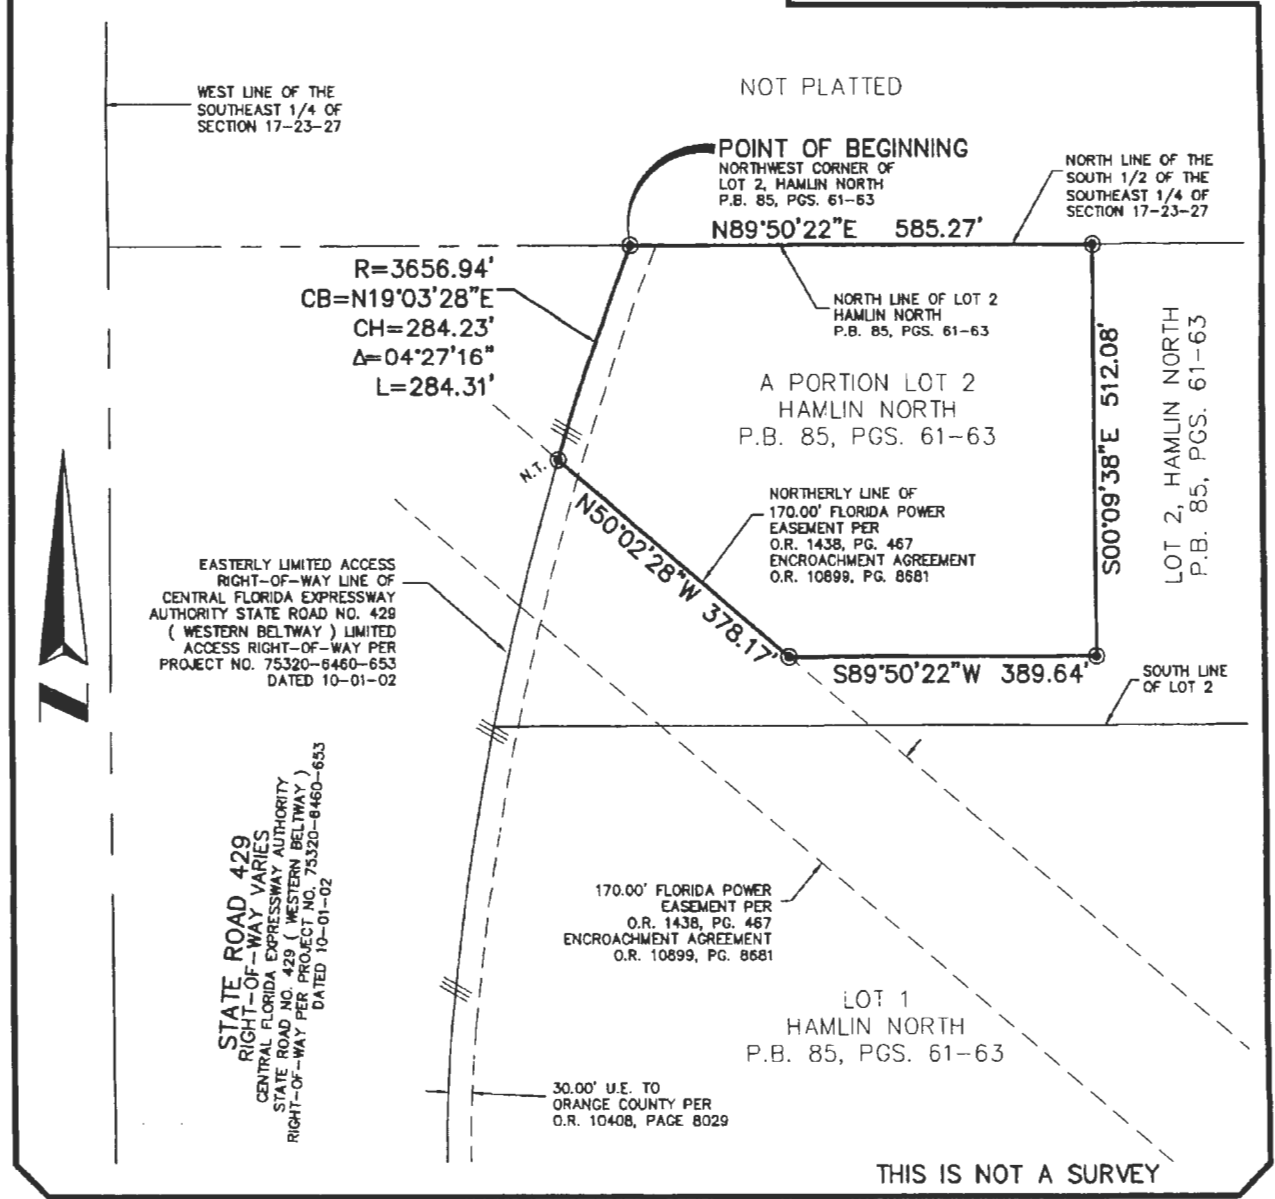 WEST LINE OF THE
SOUTHEAST 1/4 OF
SECTION 17-23-27
NOT PLATTED
POINT OF BEGINNING
NORTHWEST CORNER OF
LOT 2, HAMLIN NORTH
P.B. 85, PGS. 61-63
NORTH LINE OF THE
SOUTH 1/2 OF THE
SOUTHEAST 1/4 OF
SECTION 17-23-27
N89°50'22"E 585.27'
R=3656.94'
CB=N19°03'28"E
CH=284.23'
Δ=04°27'16"
L=284.31'
NORTH LINE OF LOT 2
HAMLIN NORTH
P.B. 85, PGS. 61-63
A PORTION LOT 2
HAMLIN NORTH
P.B. 85, PGS. 61-63
S00°09'38"E 512.08'
LOT 2, HAMLIN NORTH
P.B. 85, PGS. 61-63
N.T.
N50°02'28"W 378.17'
NORTHERLY LINE OF
170.00' FLORIDA POWER
EASEMENT PER
O.R. 1438, PG. 467
ENCROACHMENT AGREEMENT
O.R. 10899, PG. 8681
EASTERLY LIMITED ACCESS
RIGHT-OF-WAY LINE OF
CENTRAL FLORIDA EXPRESSWAY
AUTHORITY STATE ROAD NO. 429
( WESTERN BELTWAY ) LIMITED
ACCESS RIGHT-OF-WAY PER
PROJECT NO. 75320-6460-653
DATED 10-01-02
S89°50'22"W 389.64'
SOUTH LINE
OF LOT 2
Z
STATE ROAD 429
RIGHT-OF-WAY VARIES
CENTRAL FLORIDA EXPRESSWAY AUTHORITY
STATE ROAD NO. 429 ( WESTERN BELTWAY )
RIGHT-OF-WAY PER PROJECT NO. 75320-6460-653
DATED 10-01-02
170.00' FLORIDA POWER
EASEMENT PER
O.R. 1438, PG. 467
ENCROACHMENT AGREEMENT
O.R. 10899, PG. 8681
LOT 1
HAMLIN NORTH
P.B. 85, PGS. 61-63
30.00' U.E. TO
ORANGE COUNTY PER
O.R. 10408, PAGE 8029
THIS IS NOT A SURVEY